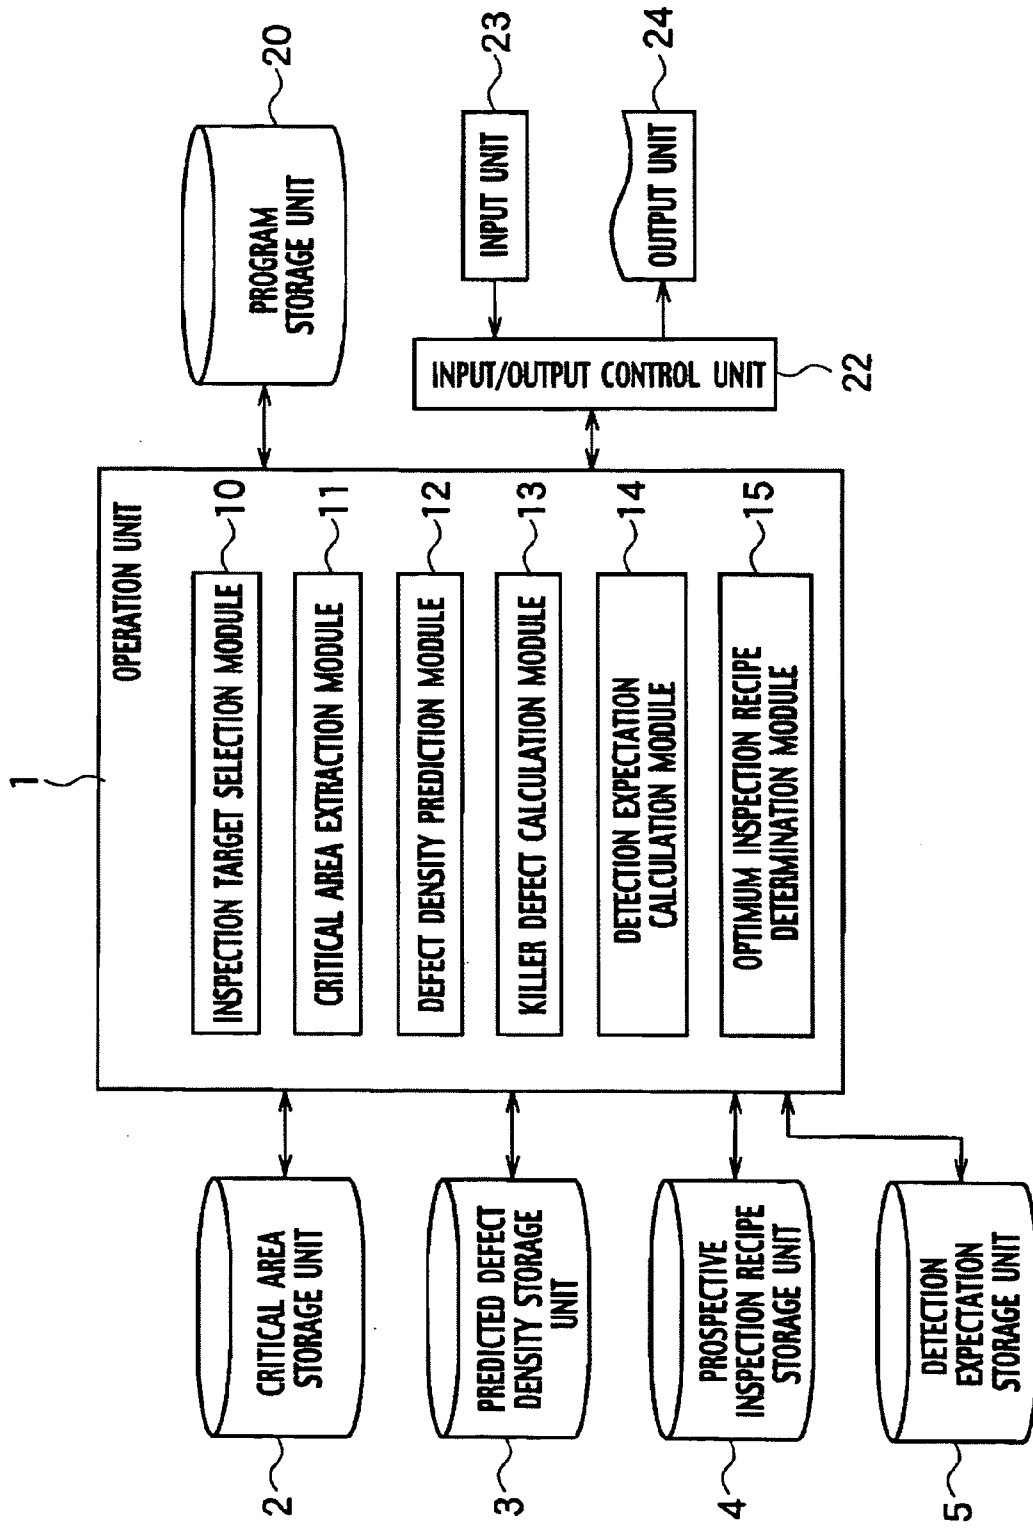 1
OPERATION UNIT
INSPECTION TARGET SELECTION MODULE
10
CRITICAL AREA EXTRACTION MODULE
11
DEFECT DENSITY PREDICTION MODULE
12
KILLER DEFECT CALCULATION MODULE
13
DETECTION EXPECTATION
CALCULATION MODULE
14
OPTIMUM INSPECTION RECIPE
DETERMINATION MODULE
15
CRITICAL AREA
STORAGE UNIT
2
PREDICTED DEFECT
DENSITY STORAGE
UNIT
3
PROSPECTIVE
INSPECTION RECIPE
STORAGE UNIT
4
DETECTION
EXPECTATION
STORAGE UNIT
5
PROGRAM
STORAGE UNIT
20
INPUT/OUTPUT CONTROL UNIT
22
INPUT UNIT
23
OUTPUT UNIT
24